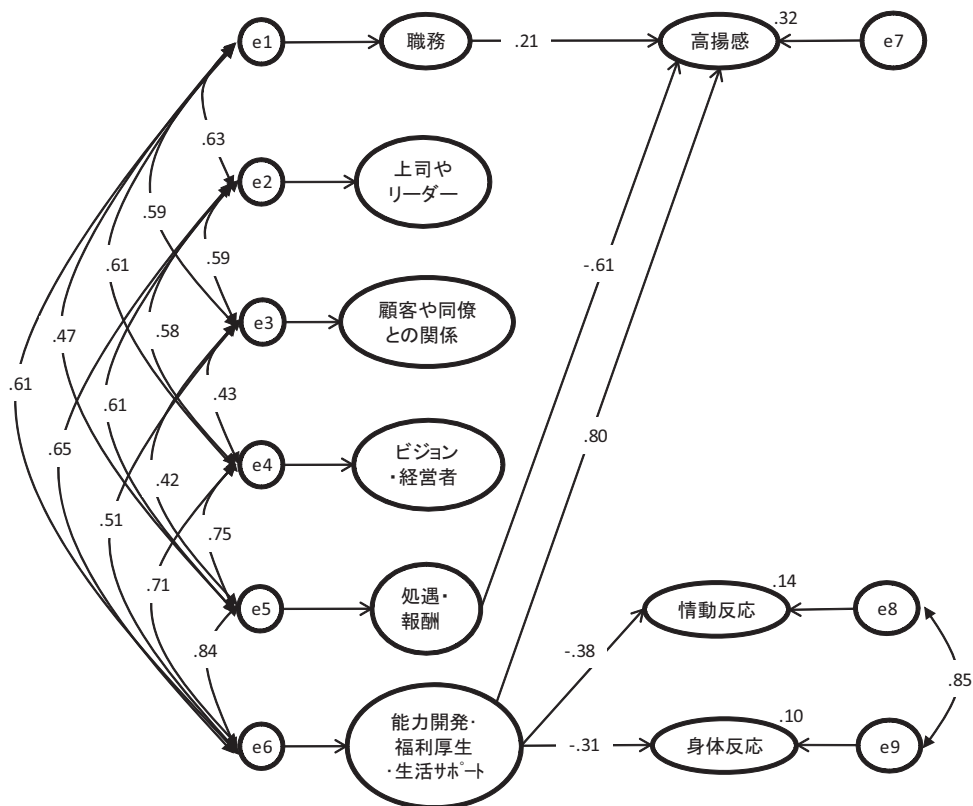 e1
職務
.21
高揚感
.32
e7
.63
e2
上司や
リーダー
.59
.59
.61
-.61
e3
顧客や同僚
との関係
.58
.47
.61
.61
.43
.80
.65
e4
ビジョン
・経営者
.42
.51
.75
.71
e5
処遇・
報酬
.14
情動反応
e8
-.38
.84
.85
e6
能力開発・
福利厚生
・生活サポート
-.31
.10
身体反応
e9